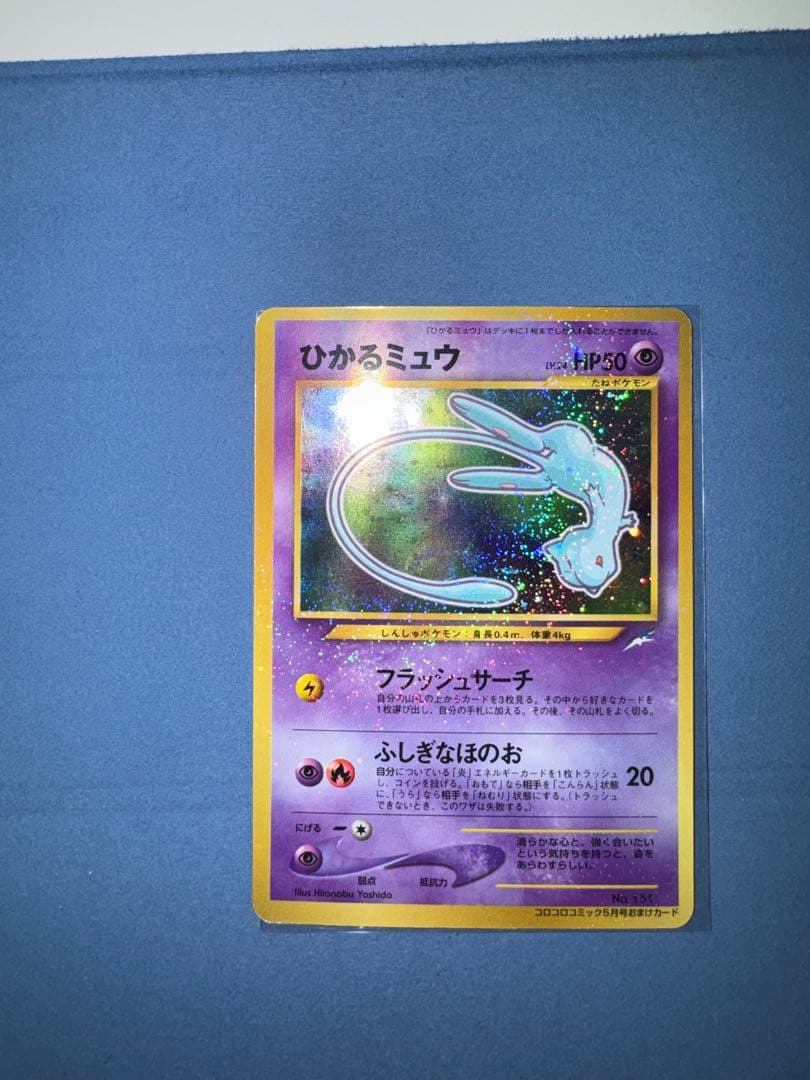 「ひかるミュウ」はデッキに1枚までしか入れることができません。
ひかるミュウ
LV.24 HP50
たねポケモン
しんしゅポケモン：身長0.4m、体重4kg
フラッシュサーチ
自分の山札の上からカードを3枚見る。その中から好きなカードを
1枚選び出し、自分の手札に加える。その後、その山札をよく切る。
ふしぎなほのお
20
自分についている「炎」エネルギーカードを1枚トラッシュ
し、コインを投げる。「おもて」なら相手を「こんらん」状態
に、「うら」なら相手を「ねむり」状態にする。（トラッシュ
できないとき、このワザは失敗する。）
にげる
弱点
抵抗力
清らかな心と、強く会いたい
という気持ちを持つと、姿を
あらわすらしい。
Illus. Hironobu Yoshida
No. 151
コロコロコミック5月号おまけカード